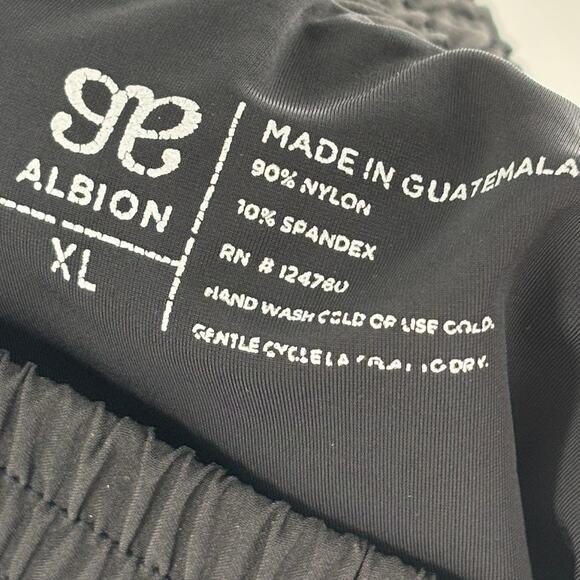 ALBION
XL
MADE IN GUATEMALA
90% NYLON
10% SPANDEX
RN # 124780
HAND WASH COLD OR USE COLD.
GENTLE CYCLE DRY.